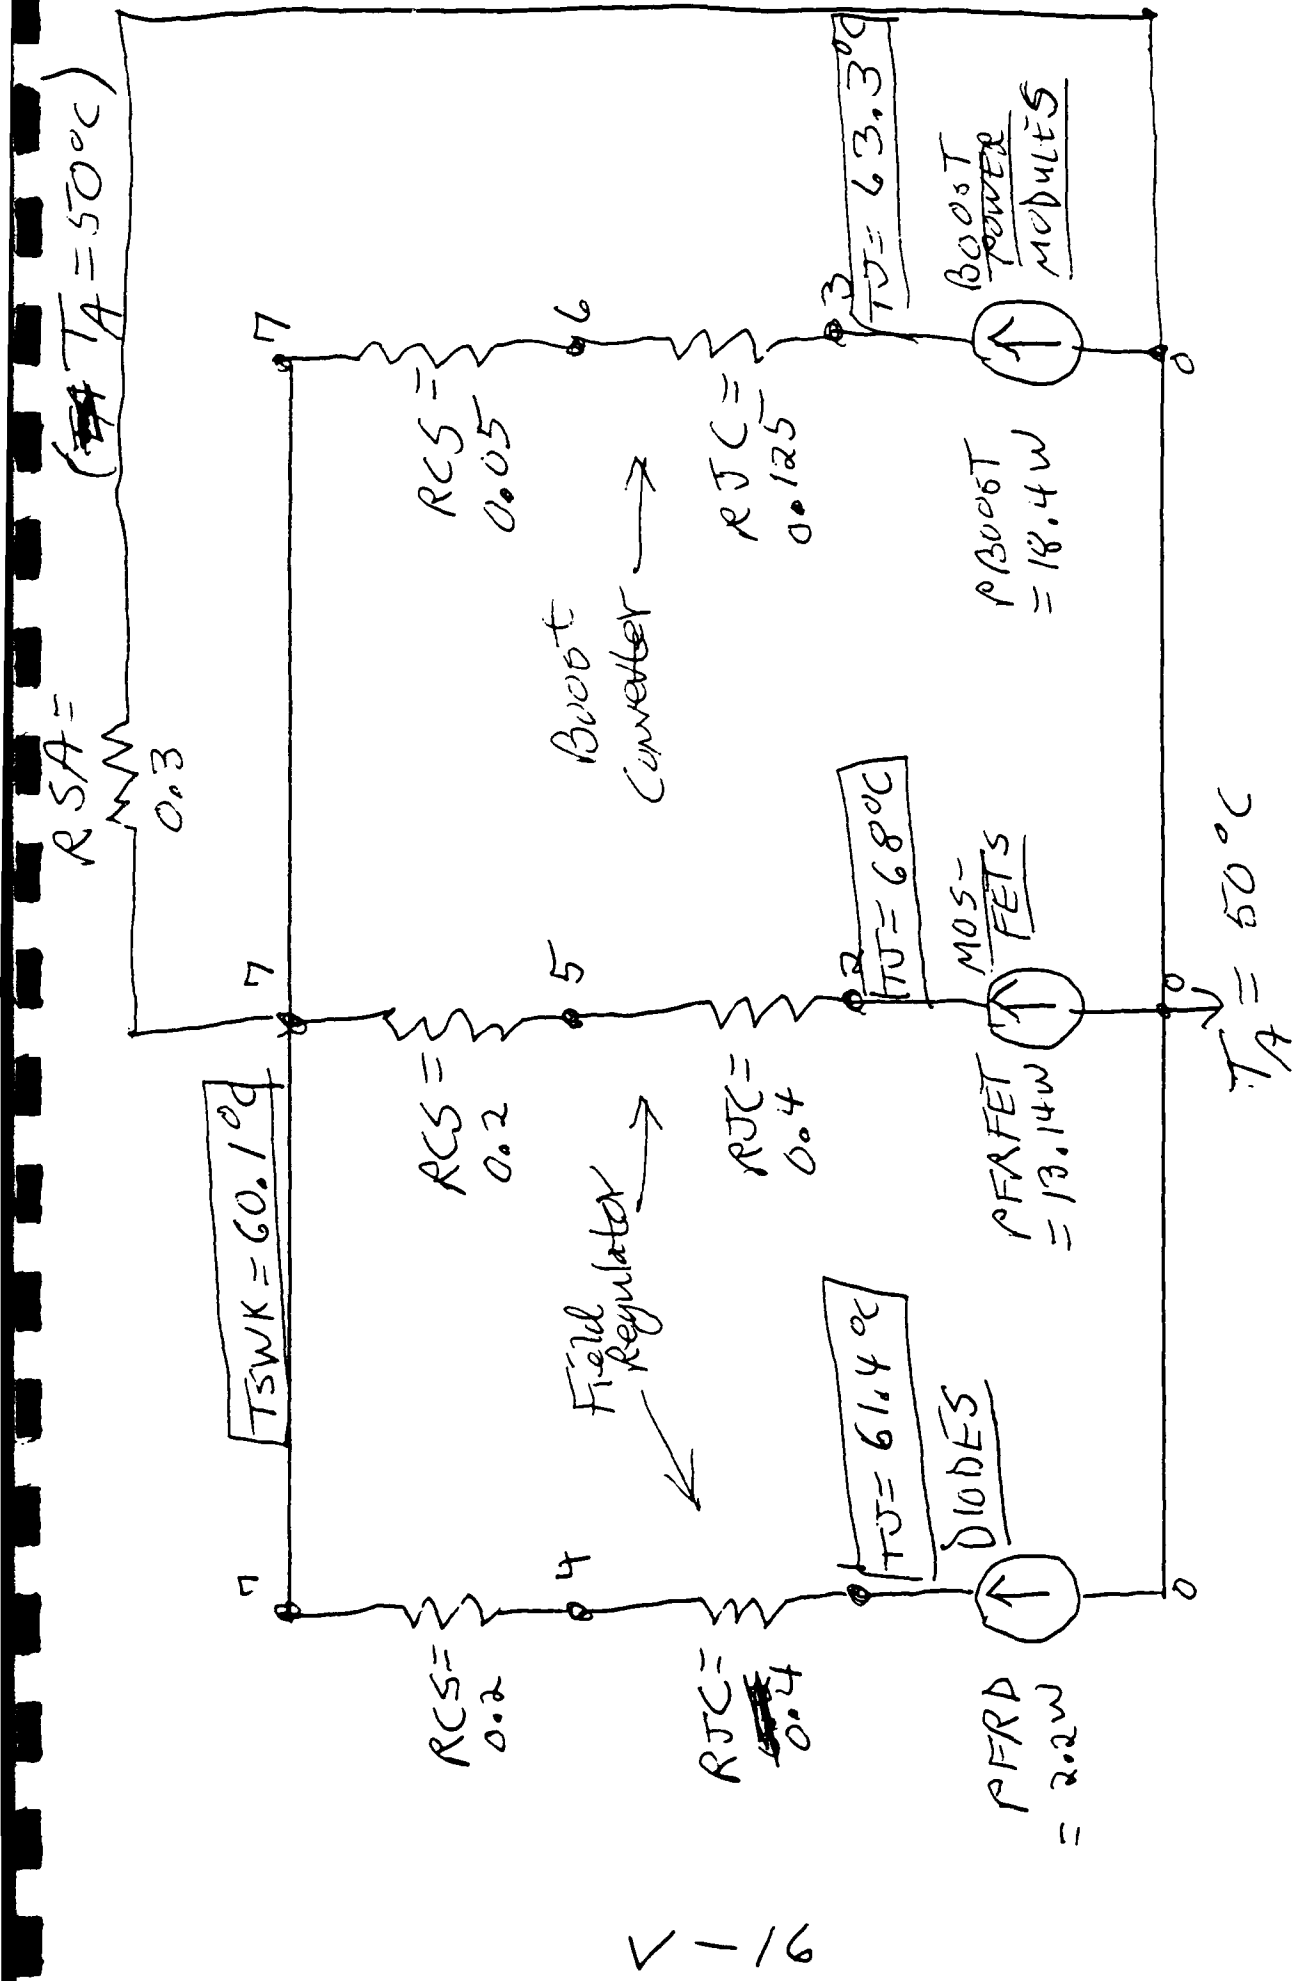 RSA =
0.3
(TA = 50°C)
7
TSWK = 60.1°C
7
7
RCS =
0.2
RCS =
0.2
RCS =
0.05
4
5
6
Field
Regulator
Boost
Converter
RJC =
0.4
RJC =
0.4
RJC =
0.125
1
TJ = 61.4°C
DIODES
2
TJ = 68°C
MOS-
FETS
3
TJ = 63.3°C
BOOST
POWER
MODULES
PFRD
= 2.2W
PFRFET
= 13.14W
PBOOST
= 18.4W
0
0
0
TA = 50°C
V-16